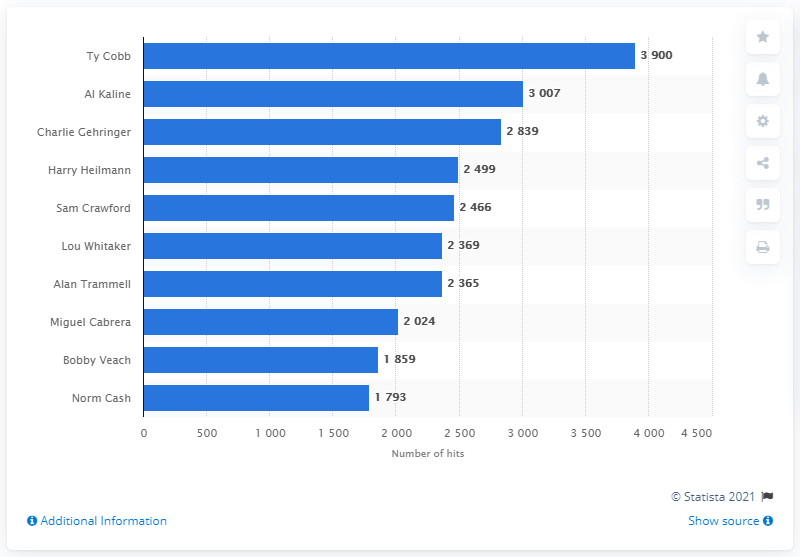 Ty Cobb 3 900
Al Kaline 3 007
Charlie Gehringer 2 839
Harry Heilmann 2 499
Sam Crawford 2 466
Lou Whitaker 2 369
Alan Trammell 2 365
Miguel Cabrera 2 024
Bobby Veach 1 859
Norm Cash 1 793
0 500 1 000 1 500 2 000 2 500 3 000 3 500 4 000 4 500
Number of hits
© Statista 2021
Additional Information Show source